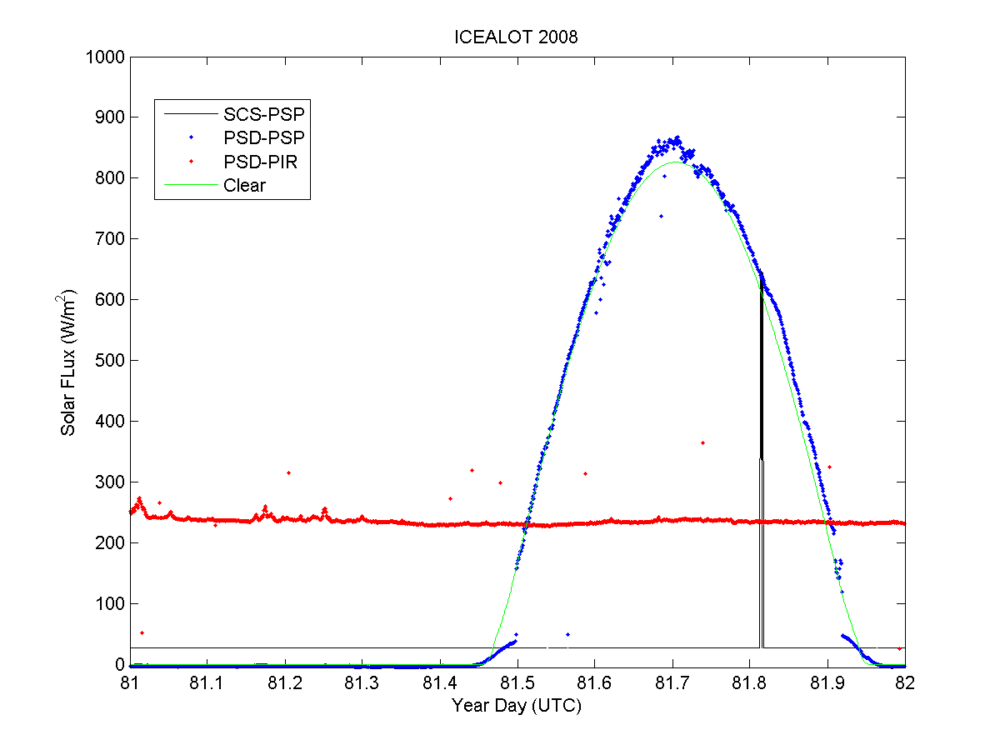 ICEALOT 2008
1000
900
800
700
600
500
400
300
200
100
0
Solar FLux (W/m²)
SCS-PSP
PSD-PSP
PSD-PIR
Clear
81 81.1 81.2 81.3 81.4 81.5 81.6 81.7 81.8 81.9 82
Year Day (UTC)